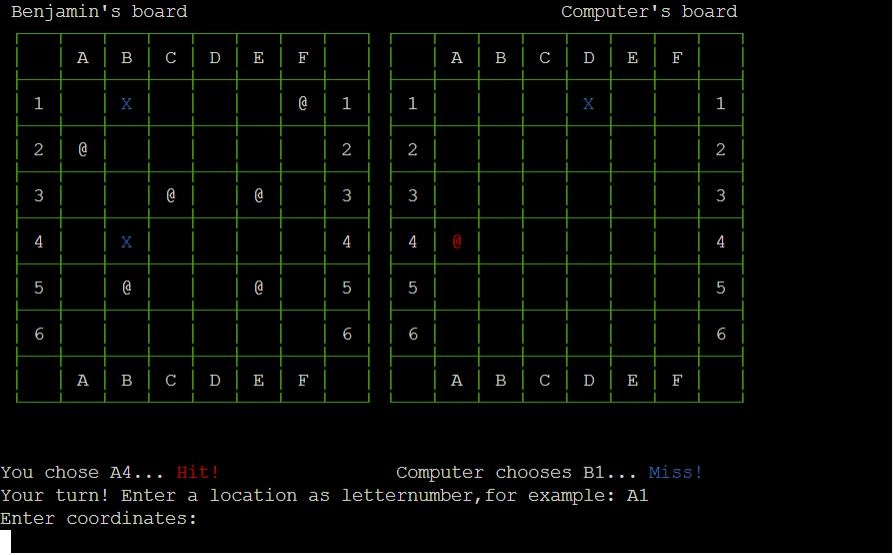 Benjamin's board Computer's board
A B C D E F A B C D E F
1 X @ 1 1 X 1
2 @ 2 2 2
3 @ @ 3 3 3
4 X 4 4 @ 4
5 @ @ 5 5 5
6 6 6 6
A B C D E F A B C D E F
You chose A4... Hit! Computer chooses B1... Miss!
Your turn! Enter a location as letternumber,for example: A1
Enter coordinates: